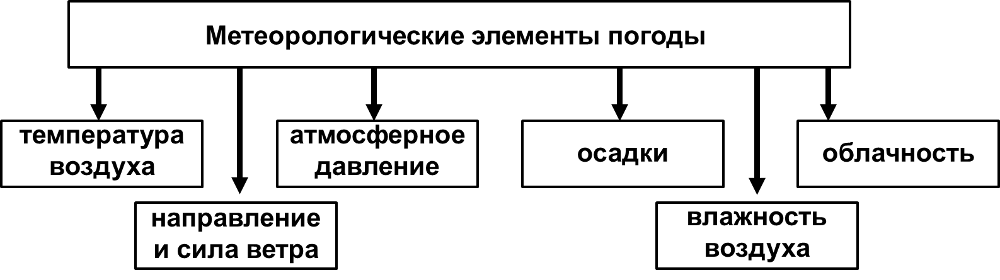 Метеорологические элементы погоды
температура
воздуха
атмосферное
давление
осадки
облачность
направление
и сила ветра
влажность
воздуха